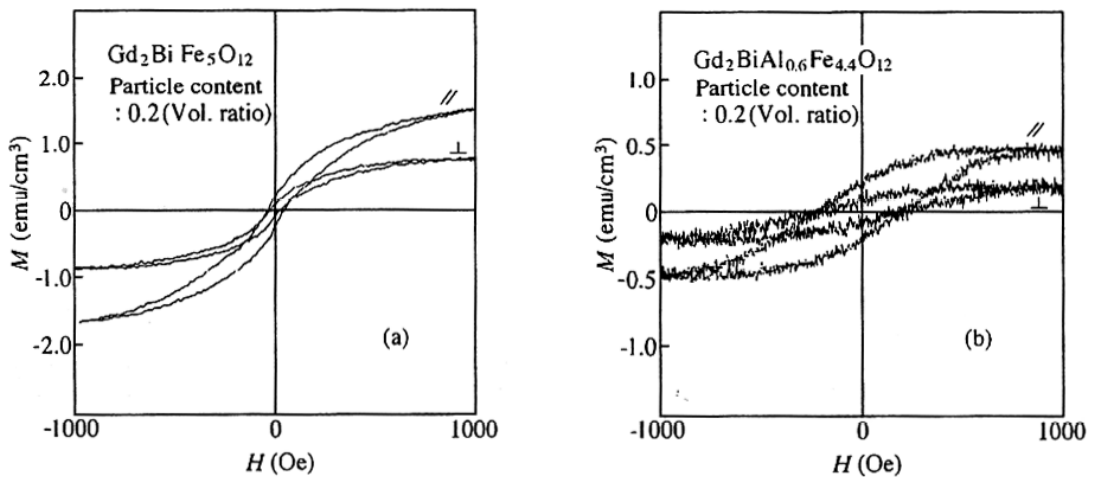 Gd₂Bi Fe₅O₁₂
Particle content
: 0.2 (Vol. ratio)
//
⊥
2.0
1.0
0
-1.0
-2.0
M (emu/cm³)
(a)
-1000
0
1000
H (Oe)
Gd₂BiAl₀.₆Fe₄.₄O₁₂
Particle content
: 0.2 (Vol. ratio)
//
⊥
1.0
0.5
0
-0.5
-1.0
M (emu/cm³)
(b)
-1000
0
1000
H (Oe)